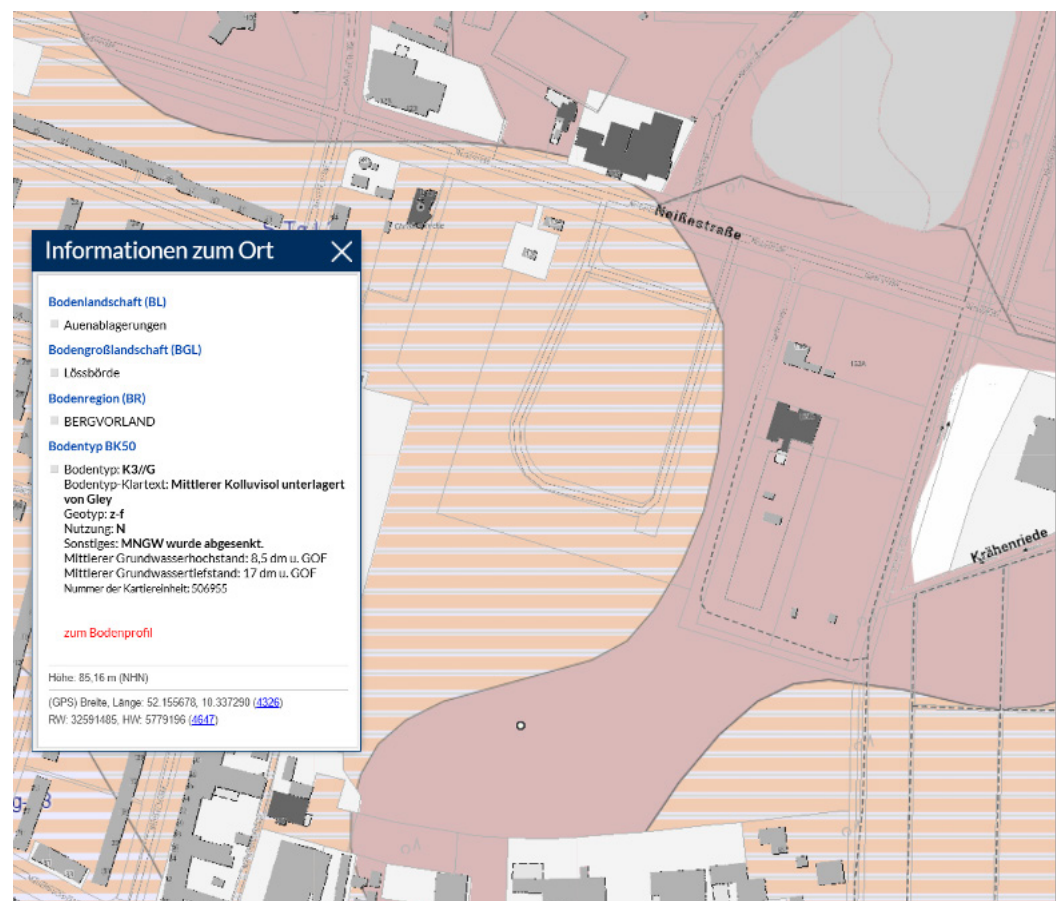 Neißestraße
Informationen zum Ort
Bodenlandschaft (BL)
Auenablagerungen
Bodengroßlandschaft (BGL)
Lössbörde
Bodenregion (BR)
BERGVORLAND
Bodentyp BK50
Bodentyp: K3//G
Bodentyp-Klartext: Mittlerer Kolluvisol unterlagert
von Gley
Geotyp: z-f
Nutzung: N
Sonstiges: MNGW wurde abgesenkt.
Mittlerer Grundwasserhochstand: 8,5 dm u. GOF
Mittlerer Grundwassertiefstand: 17 dm u. GOF
Nummer der Kartiereinheit: 506955
zum Bodenprofil
Höhe: 85,16 m (NHN)
(GPS) Breite, Länge: 52.155678, 10.337290 (4326)
RW: 32591485, HW: 5779196 (4647)
152A
Krähenriede